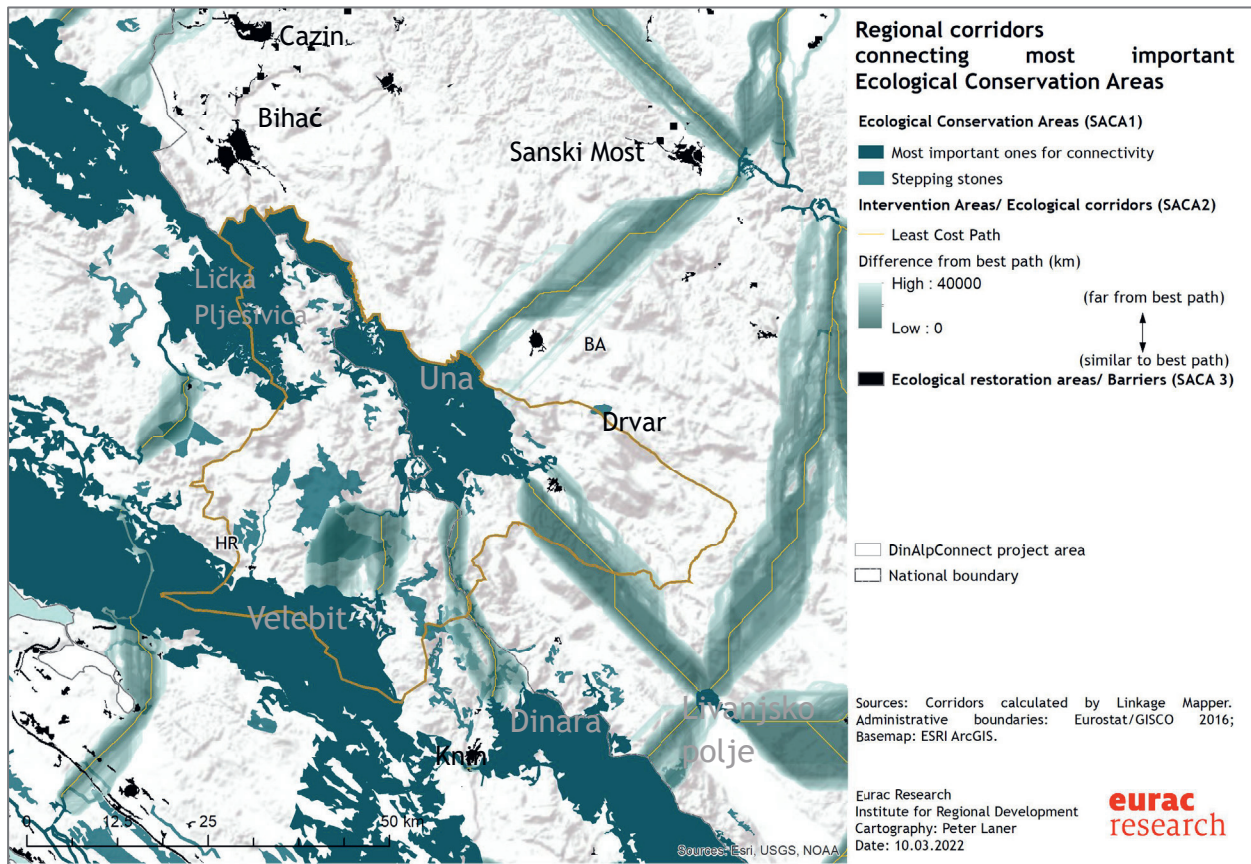 Cazin
Bihać
Sanski Most
Lička
Plješivica
BA
Una
Drvar
HR
Velebit
Dinara
Livanjsko
polje
Knin
0 12.5 25 50 km
Sources: Esri, USGS, NOAA
Regional corridors
connecting most important
Ecological Conservation Areas
Ecological Conservation Areas (SACA1)
Most important ones for connectivity
Stepping stones
Intervention Areas/ Ecological corridors (SACA2)
Least Cost Path
Difference from best path (km)
High : 40000
Low : 0
(far from best path)
(similar to best path)
Ecological restoration areas/ Barriers (SACA 3)
DinAlpConnect project area
National boundary
Sources: Corridors calculated by Linkage Mapper.
Administrative boundaries: Eurostat/GISCO 2016;
Basemap: ESRI ArcGIS.
Eurac Research
Institute for Regional Development
Cartography: Peter Laner
Date: 10.03.2022
eurac
research